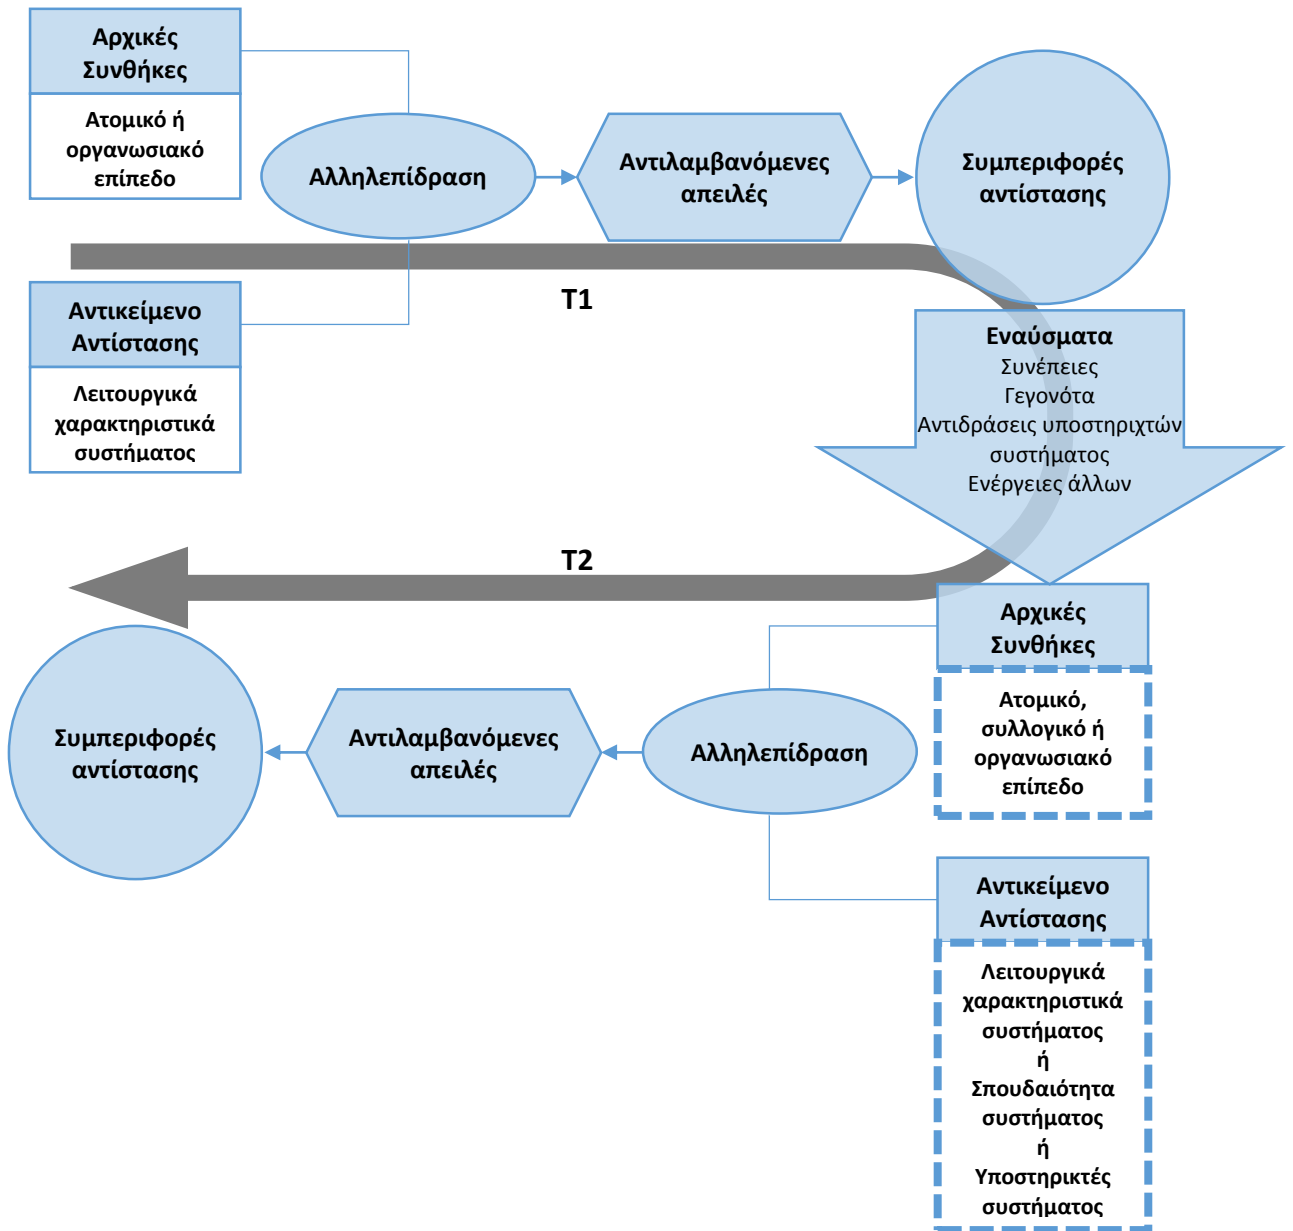 Αρχικές
Συνθήκες
Ατομικό ή
οργανωσιακό
επίπεδο
Αλληλεπίδραση
Αντιλαμβανόμενες
απειλές
Συμπεριφορές
αντίστασης
Τ1
Αντικείμενο
Αντίστασης
Λειτουργικά
χαρακτηριστικά
συστήματος
Εναύσματα
Συνέπειες
Γεγονότα
Αντιδράσεις υποστηριχτών
συστήματος
Ενέργειες άλλων
Τ2
Αρχικές
Συνθήκες
Ατομικό,
συλλογικό ή
οργανωσιακό
επίπεδο
Αλληλεπίδραση
Αντιλαμβανόμενες
απειλές
Συμπεριφορές
αντίστασης
Αντικείμενο
Αντίστασης
Λειτουργικά
χαρακτηριστικά
συστήματος
ή
Σπουδαιότητα
συστήματος
ή
Υποστηρικτές
συστήματος